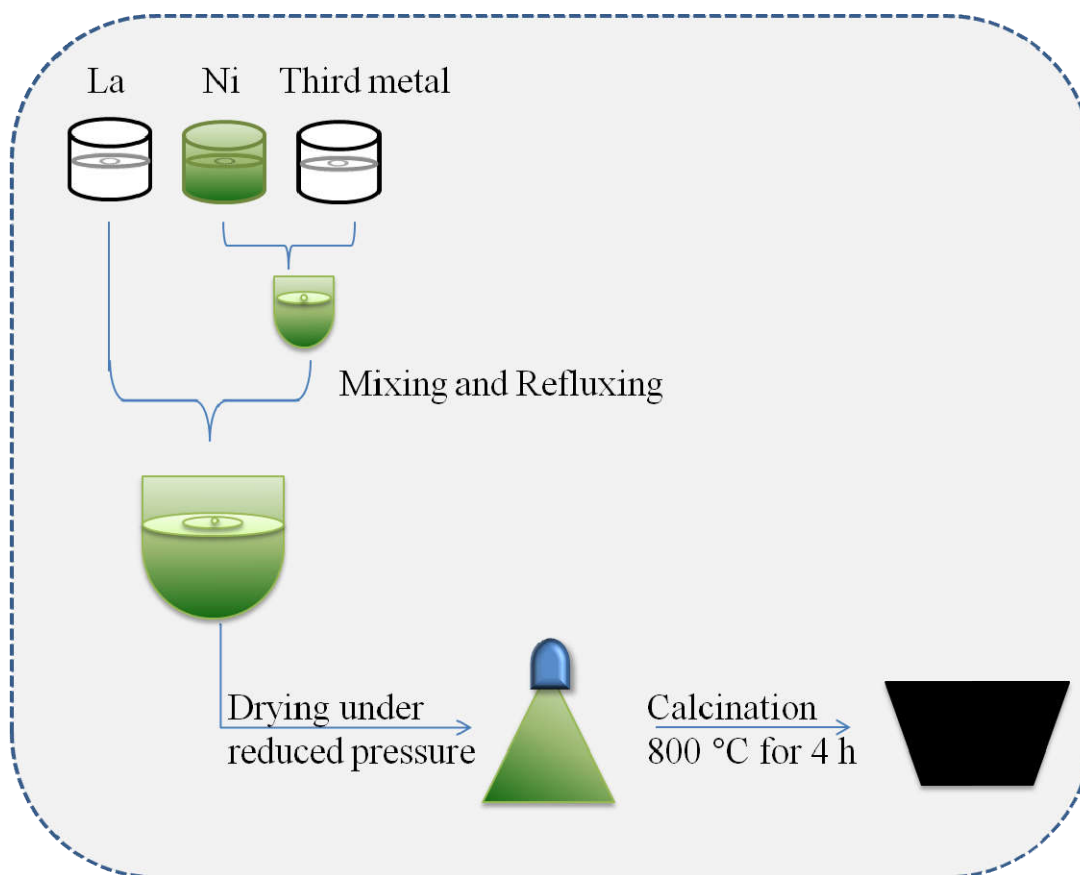 La Ni Third metal
Mixing and Refluxing
Drying under
reduced pressure
Calcination
800 °C for 4 h